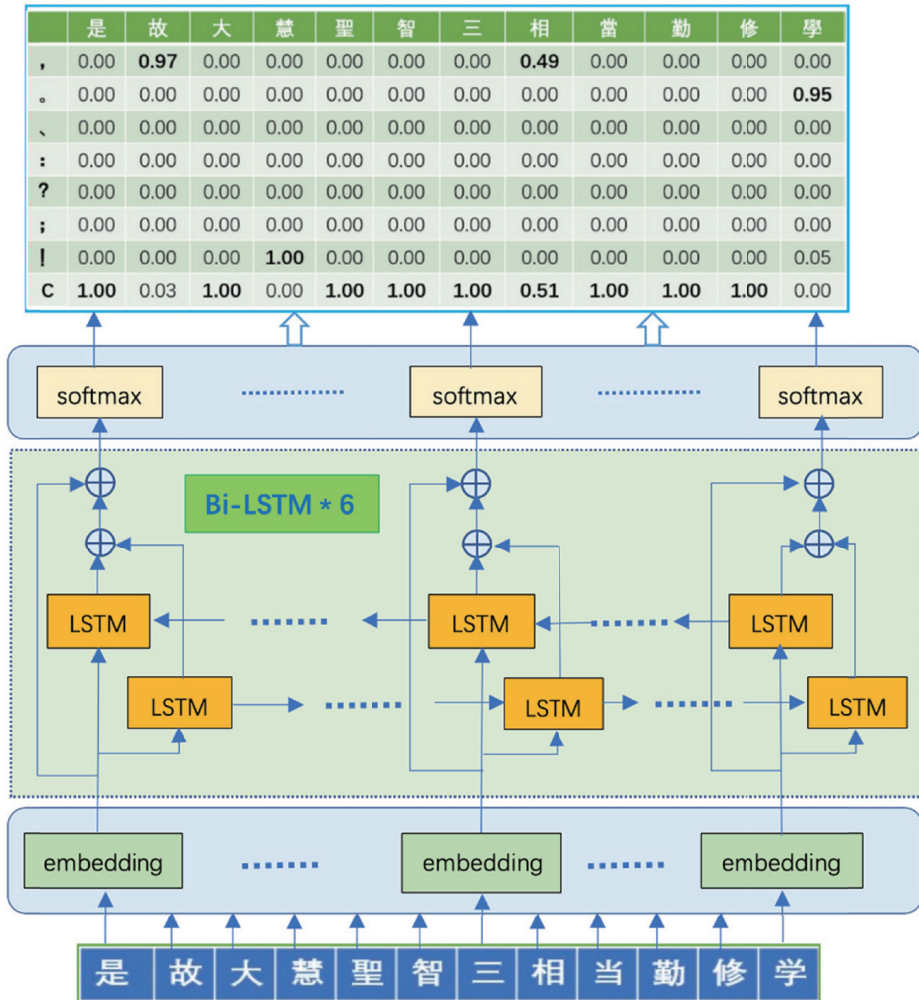 是 故 大 慧 聖 智 三 相 當 勤 修 學
, 0.00 0.97 0.00 0.00 0.00 0.00 0.00 0.49 0.00 0.00 0.00 0.00
。 0.00 0.00 0.00 0.00 0.00 0.00 0.00 0.00 0.00 0.00 0.00 0.95
、 0.00 0.00 0.00 0.00 0.00 0.00 0.00 0.00 0.00 0.00 0.00 0.00
: 0.00 0.00 0.00 0.00 0.00 0.00 0.00 0.00 0.00 0.00 0.00 0.00
? 0.00 0.00 0.00 0.00 0.00 0.00 0.00 0.00 0.00 0.00 0.00 0.00
; 0.00 0.00 0.00 0.00 0.00 0.00 0.00 0.00 0.00 0.00 0.00 0.00
! 0.00 0.00 0.00 1.00 0.00 0.00 0.00 0.00 0.00 0.00 0.00 0.05
C 1.00 0.03 1.00 0.00 1.00 1.00 1.00 0.51 1.00 1.00 1.00 0.00
softmax softmax softmax
Bi-LSTM * 6
LSTM LSTM LSTM
LSTM LSTM LSTM
embedding embedding embedding
是 故 大 慧 聖 智 三 相 当 勤 修 学